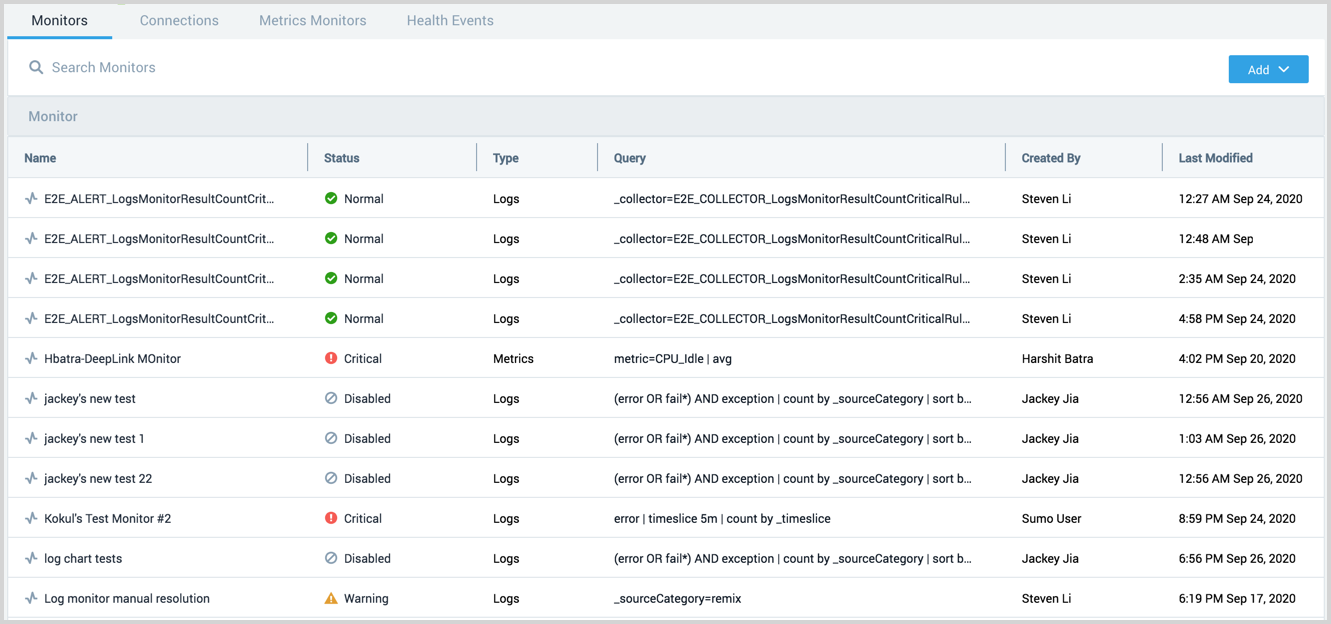 Monitors Connections Metrics Monitors Health Events
Search Monitors
Add
Monitor
Name Status Type Query Created By Last Modified
E2E_ALERT_LogsMonitorResultCountCrit... Normal Logs _collector=E2E_COLLECTOR_LogsMonitorResultCountCriticalRul... Steven Li 12:27 AM Sep 24, 2020
E2E_ALERT_LogsMonitorResultCountCrit... Normal Logs _collector=E2E_COLLECTOR_LogsMonitorResultCountCriticalRul... Steven Li 12:48 AM Sep
E2E_ALERT_LogsMonitorResultCountCrit... Normal Logs _collector=E2E_COLLECTOR_LogsMonitorResultCountCriticalRul... Steven Li 2:35 AM Sep 24, 2020
E2E_ALERT_LogsMonitorResultCountCrit... Normal Logs _collector=E2E_COLLECTOR_LogsMonitorResultCountCriticalRul... Steven Li 4:58 PM Sep 24, 2020
Hbatra-DeepLink MOnitor Critical Metrics metric=CPU_Idle | avg Harshit Batra 4:02 PM Sep 20, 2020
jackey's new test Disabled Logs (error OR fail*) AND exception | count by _sourceCategory | sort b... Jackey Jia 12:56 AM Sep 26, 2020
jackey's new test 1 Disabled Logs (error OR fail*) AND exception | count by _sourceCategory | sort b... Jackey Jia 1:03 AM Sep 26, 2020
jackey's new test 22 Disabled Logs (error OR fail*) AND exception | count by _sourceCategory | sort b... Jackey Jia 12:56 AM Sep 26, 2020
Kokul's Test Monitor #2 Critical Logs error | timeslice 5m | count by _timeslice Sumo User 8:59 PM Sep 24, 2020
log chart tests Disabled Logs (error OR fail*) AND exception | count by _sourceCategory | sort b... Jackey Jia 6:56 PM Sep 26, 2020
Log monitor manual resolution Warning Logs _sourceCategory=remix Steven Li 6:19 PM Sep 17, 2020